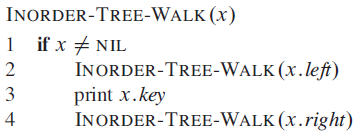 INORDER-TREE-WALK(x)
1 if x ≠ NIL
2 INORDER-TREE-WALK(x.left)
3 print x.key
4 INORDER-TREE-WALK(x.right)